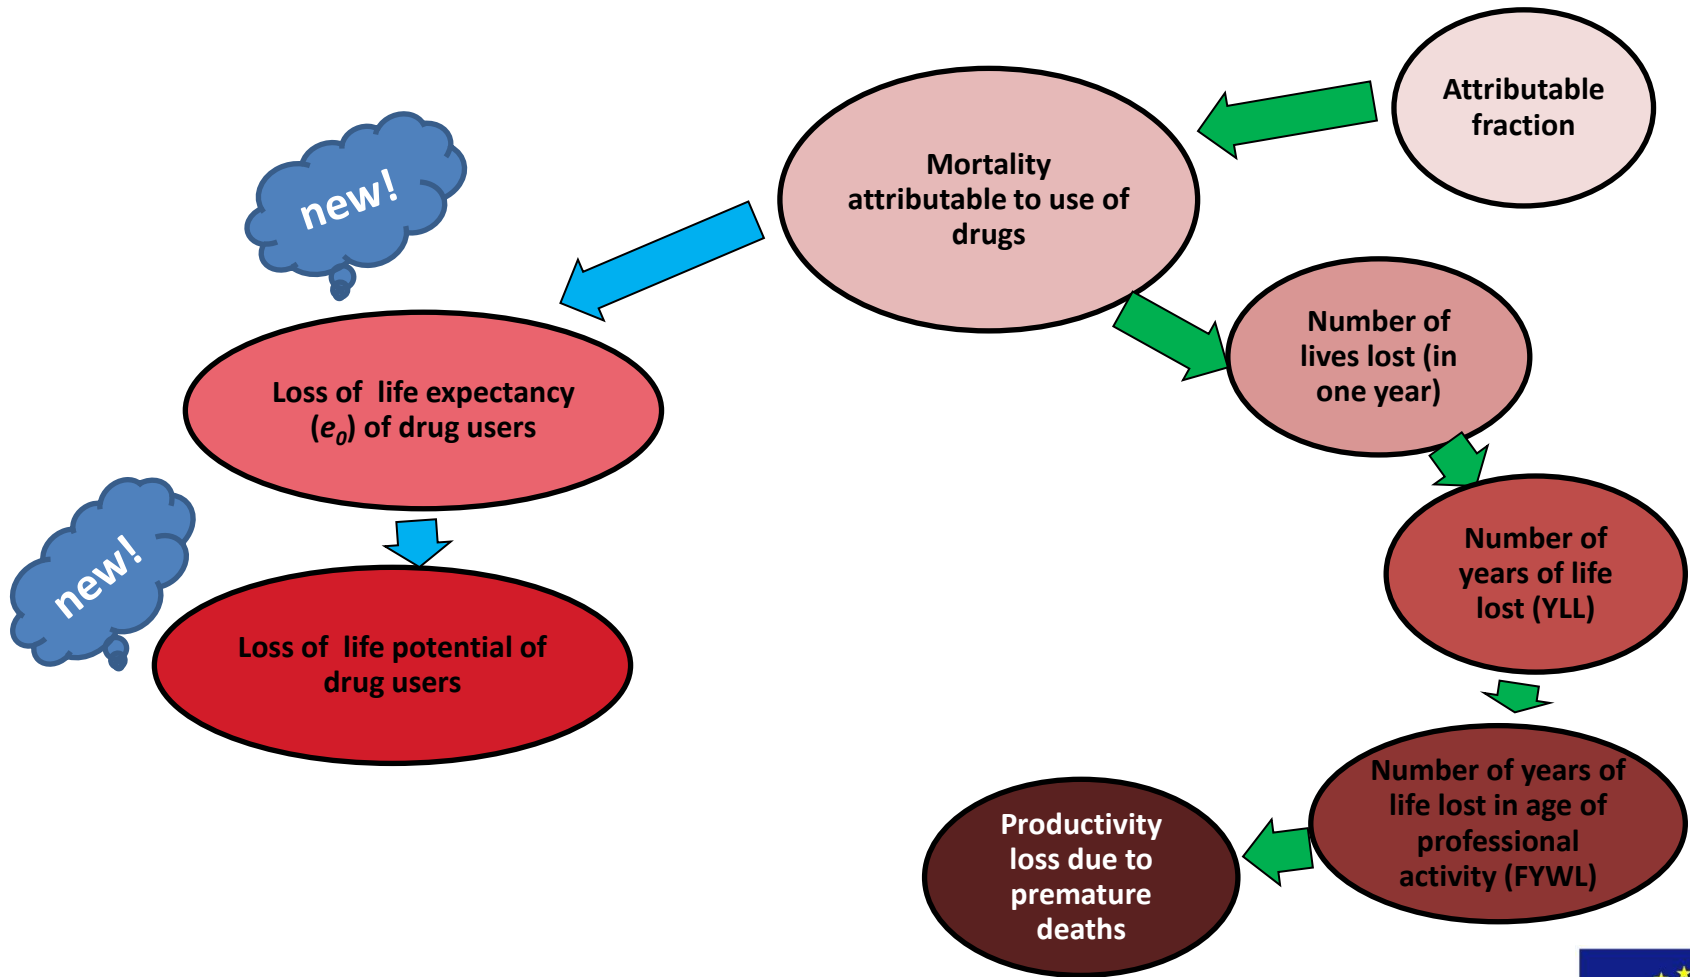 Attributable
fraction
Mortality
attributable to use of
drugs
new!
Number of
lives lost (in
one year)
Loss of life expectancy
(e0) of drug users
new!
Number of
years of life
lost (YLL)
Loss of life potential of
drug users
Number of years of
life lost in age of
professional
activity (FYWL)
Productivity
loss due to
premature
deaths